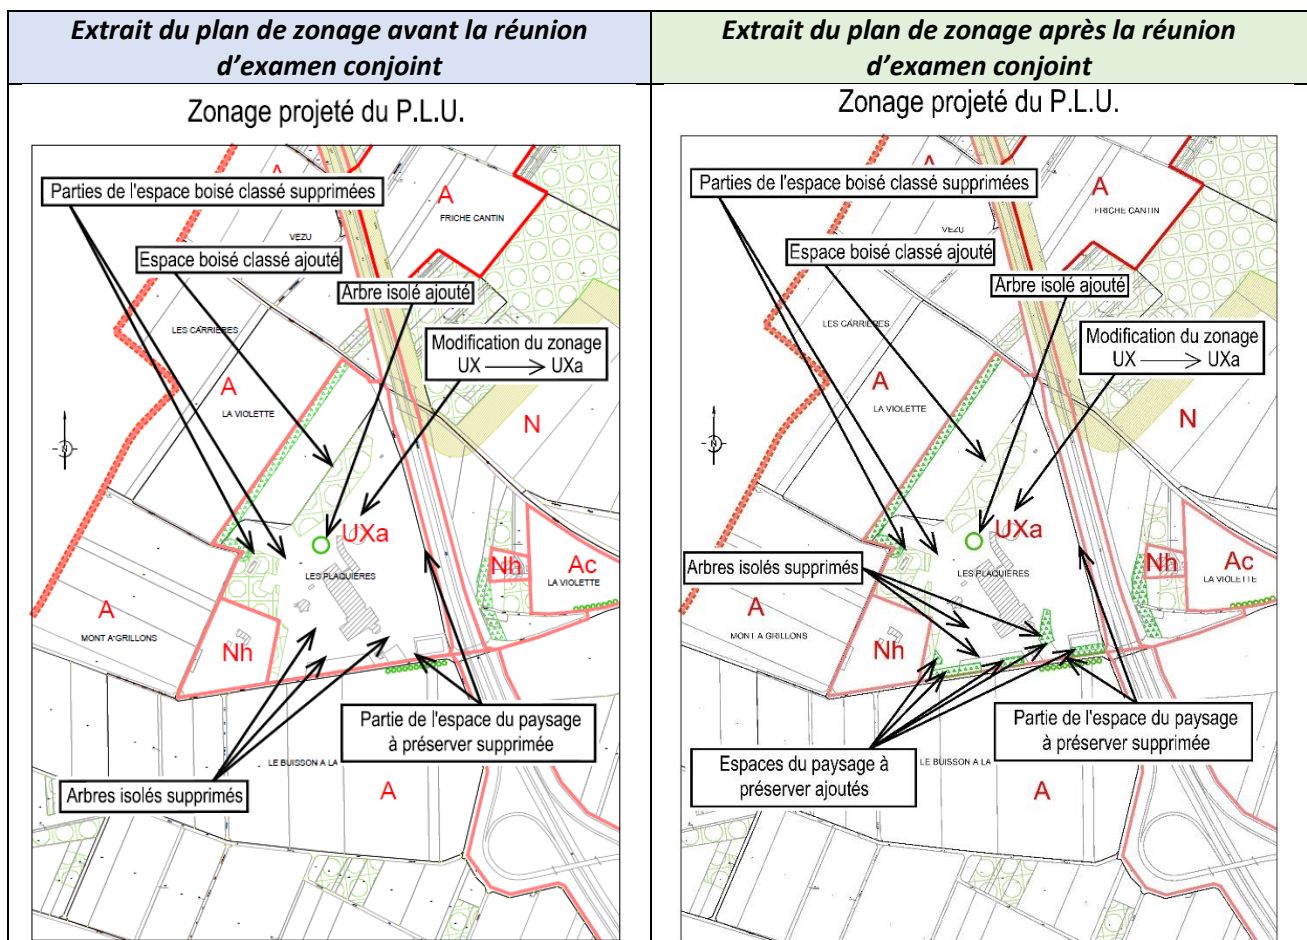 Extrait du plan de zonage avant la réunion
d'examen conjoint
Zonage projeté du P.L.U.
A
Parties de l'espace boisé classé supprimées
A
FRICHE CANTIN
VEZU
Espace boisé classé ajouté
Arbre isolé ajouté
LES CARRIÈRES
Modification du zonage
UX → UXa
A
LA VIOLETTE
N
N
UXa
Nh
Ac
LES PLAQUIÈRES
LA VIOLETTE
A
MONT A GRILLONS
Nh
Partie de l'espace du paysage
à préserver supprimée
LE BUISSON A LA
Arbres isolés supprimés
A
Extrait du plan de zonage après la réunion
d'examen conjoint
Zonage projeté du P.L.U.
A
Parties de l'espace boisé classé supprimées
A
FRICHE CANTIN
VEZU
Espace boisé classé ajouté
Arbre isolé ajouté
LES CARRIÈRES
Modification du zonage
UX → UXa
A
LA VIOLETTE
N
N
UXa
Nh
Ac
Arbres isolés supprimés
LES PLAQUIÈRES
LA VIOLETTE
A
MONT A GRILLONS
Nh
Partie de l'espace du paysage
à préserver supprimée
Espaces du paysage à
préserver ajoutés
LE BUISSON A LA
A